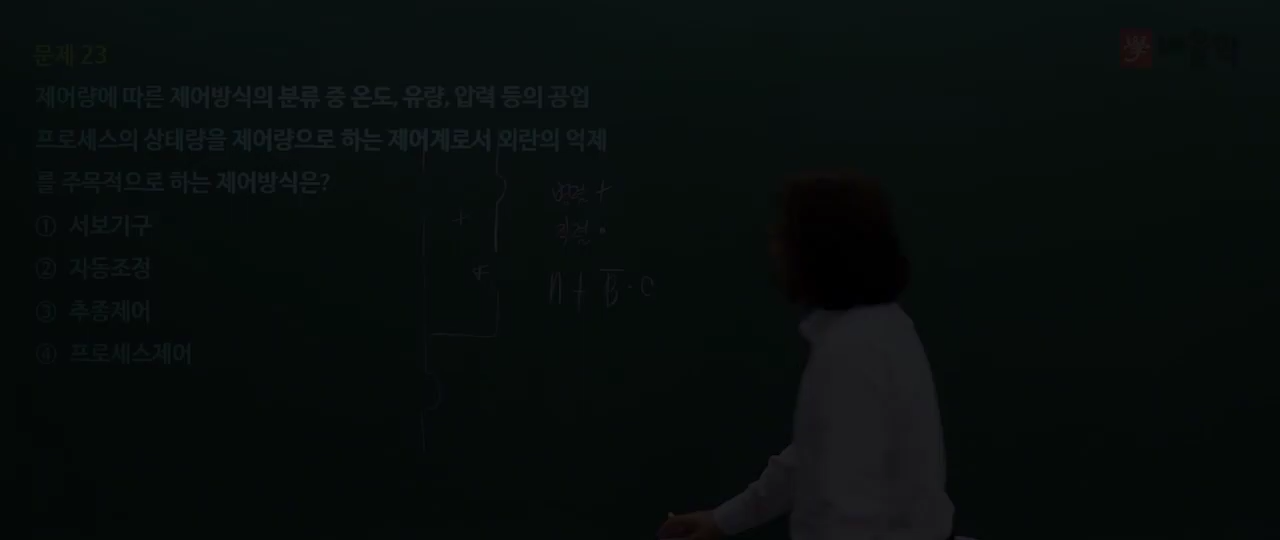 문제 23
제어량에 따른 제어방식의 분류 중 온도, 유량, 압력 등의 공업
프로세스의 상태량을 제어량으로 하는 제어계로서 외란의 억제
를 주목적으로 하는 제어방식은?
① 서보기구
② 자동조정
③ 추종제어
④ 프로세스제어
병렬 +
직렬 •
A + B̅ · C